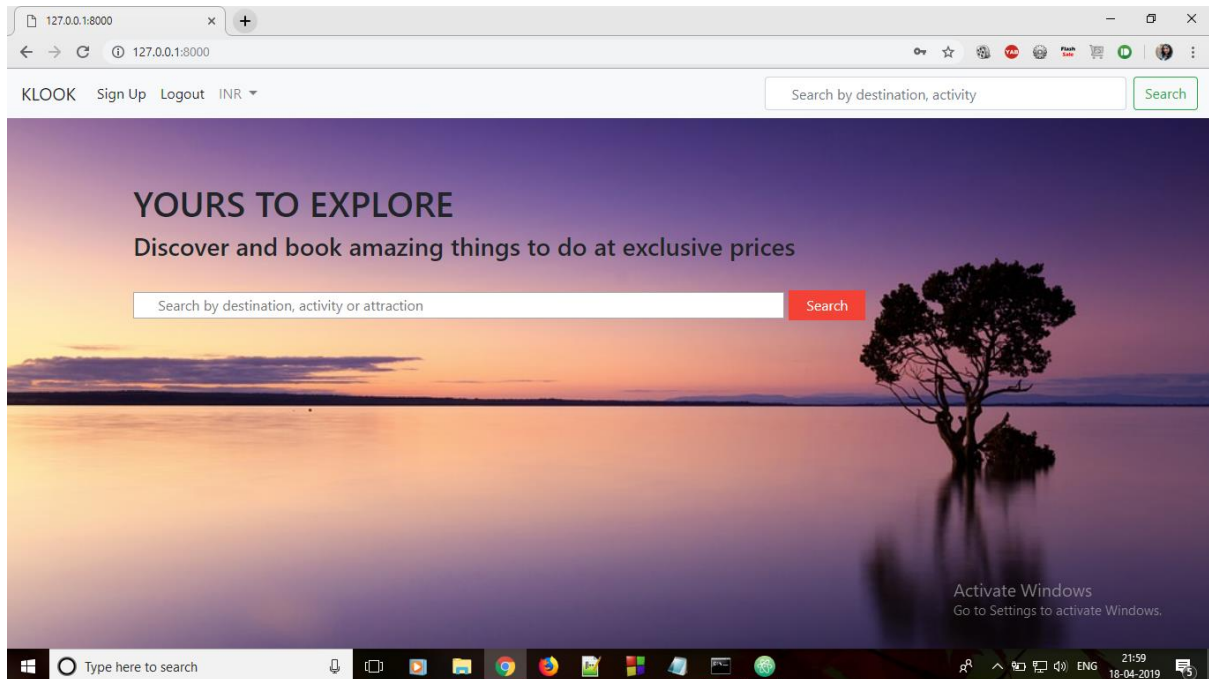 127.0.0.1:8000
127.0.0.1:8000
KLOOK Sign Up Logout INR Search by destination, activity Search
YOURS TO EXPLORE
Discover and book amazing things to do at exclusive prices
Search by destination, activity or attraction Search
Activate Windows
Go to Settings to activate Windows.
Type here to search ENG 21:59
18-04-2019